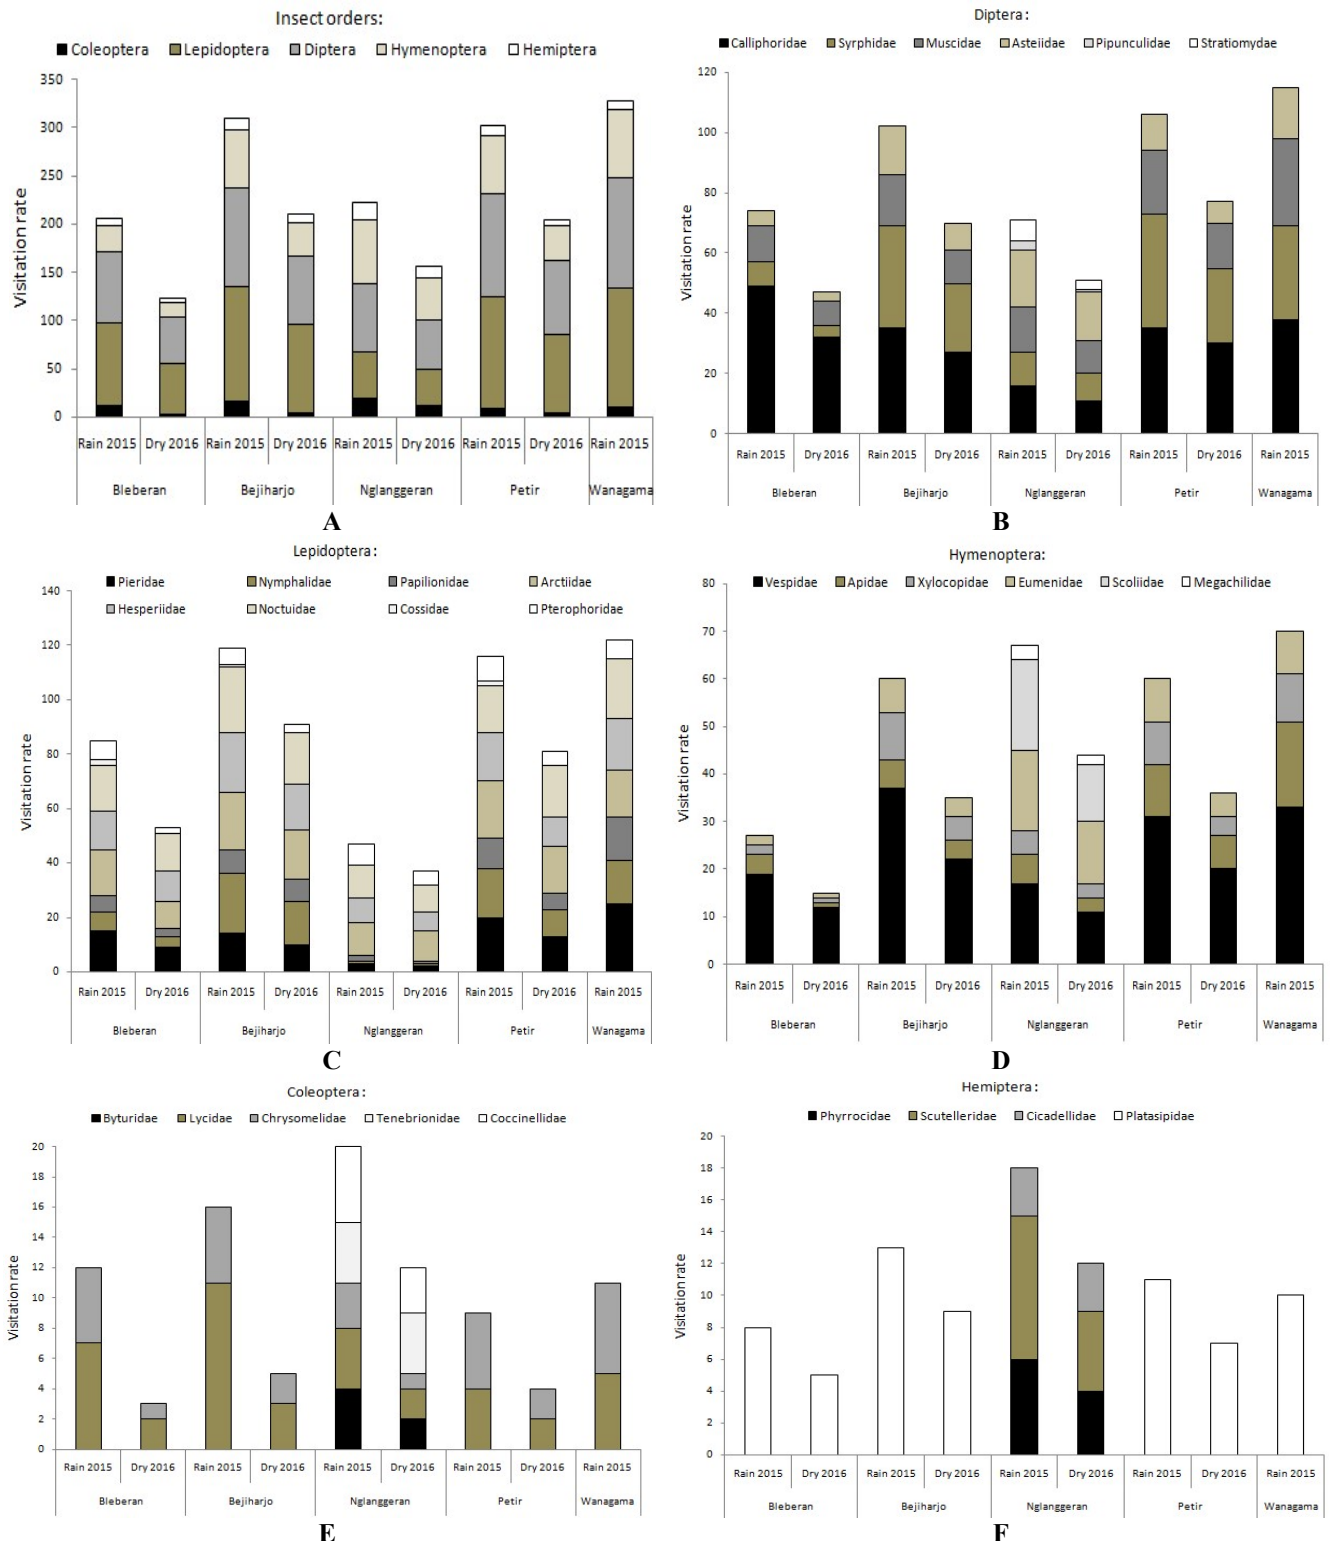 Insect orders:
Coleoptera Lepidoptera Diptera Hymenoptera Hemiptera
350
300
250
200
150
100
50
0
Visitation rate
Rain 2015 Dry 2016 Rain 2015 Dry 2016 Rain 2015 Dry 2016 Rain 2015 Dry 2016 Rain 2015
Bleberan Bejiharjo Nglanggeran Petir Wanagama
A
Diptera:
Calliphoridae Syrphidae Muscidae Asteiidae Pipunculidae Stratiomydae
120
100
80
60
40
20
0
Visitation rate
Rain 2015 Dry 2016 Rain 2015 Dry 2016 Rain 2015 Dry 2016 Rain 2015 Dry 2016 Rain 2015
Bleberan Bejiharjo Nglanggeran Petir Wanagama
B
Lepidoptera:
Pieridae Nymphalidae Papilionidae Arctiidae
Hesperiidae Noctuidae Cossidae Pterophoridae
140
120
100
80
60
40
20
0
Visitation rate
Rain 2015 Dry 2016 Rain 2015 Dry 2016 Rain 2015 Dry 2016 Rain 2015 Dry 2016 Rain 2015
Bleberan Bejiharjo Nglanggeran Petir Wanagama
C
Hymenoptera:
Vespidae Apidae Xylocopidae Eumenidae Scoliidae Megachilidae
80
70
60
50
40
30
20
10
0
Visitation rate
Rain 2015 Dry 2016 Rain 2015 Dry 2016 Rain 2015 Dry 2016 Rain 2015 Dry 2016 Rain 2015
Bleberan Bejiharjo Nglanggeran Petir Wanagama
D
Coleoptera:
Byturidae Lycidae Chrysomelidae Tenebrionidae Coccinellidae
20
18
16
14
12
10
8
6
4
2
0
Visitation rate
Rain 2015 Dry 2016 Rain 2015 Dry 2016 Rain 2015 Dry 2016 Rain 2015 Dry 2016 Rain 2015
Bleberan Bejiharjo Nglanggeran Petir Wanagama
E
Hemiptera:
Phyrrocidae Scutelleridae Cicadellidae Platasipidae
20
18
16
14
12
10
8
6
4
2
0
Visitation rate
Rain 2015 Dry 2016 Rain 2015 Dry 2016 Rain 2015 Dry 2016 Rain 2015 Dry 2016 Rain 2015
Bleberan Bejiharjo Nglanggeran Petir Wanagama
F